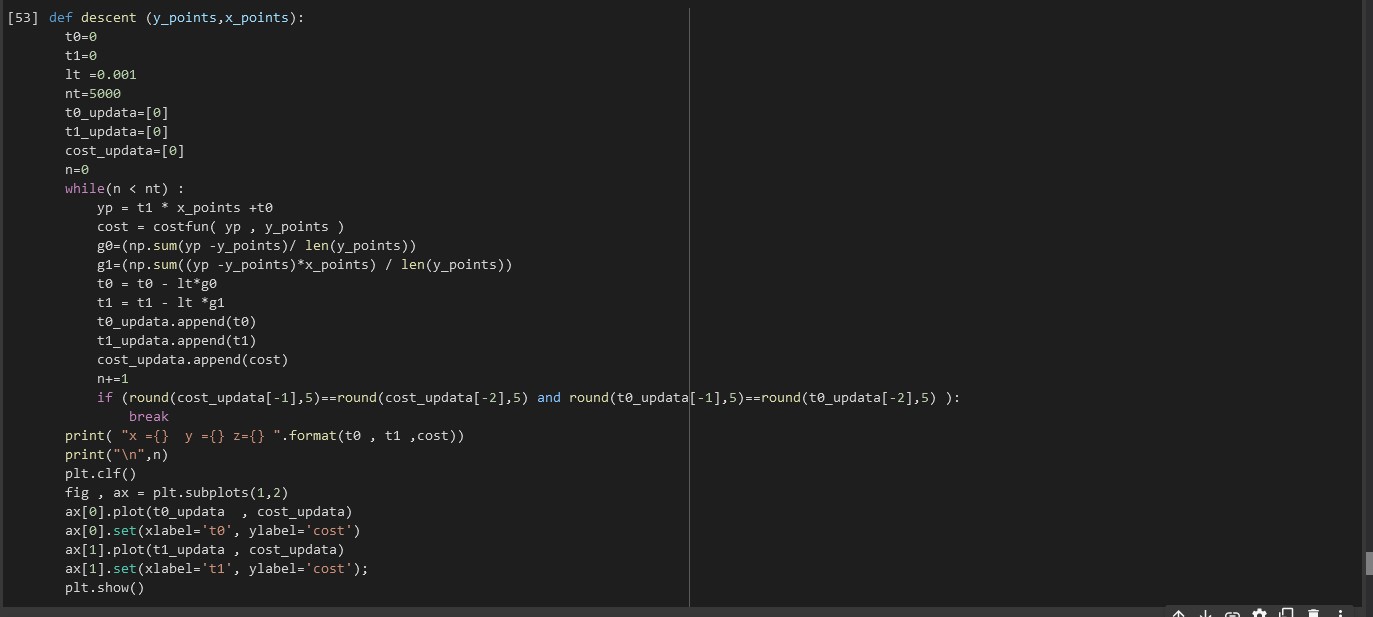 [53] def descent (y_points,x_points):
t0=0
t1=0
lt =0.001
nt=5000
t0_updata=[0]
t1_updata=[0]
cost_updata=[0]
n=0
while(n < nt) :
yp = t1 * x_points +t0
cost = costfun( yp , y_points )
g0=(np.sum(yp -y_points)/ len(y_points))
g1=(np.sum((yp -y_points)*x_points) / len(y_points))
t0 = t0 - lt*g0
t1 = t1 - lt *g1
t0_updata.append(t0)
t1_updata.append(t1)
cost_updata.append(cost)
n+=1
if (round(cost_updata[-1],5)==round(cost_updata[-2],5) and round(t0_updata[-1],5)==round(t0_updata[-2],5) ):
break
print( "x ={}  y ={} z={} ".format(t0 , t1 ,cost))
print("\n",n)
plt.clf()
fig , ax = plt.subplots(1,2)
ax[0].plot(t0_updata  , cost_updata)
ax[0].set(xlabel='t0', ylabel='cost')
ax[1].plot(t1_updata , cost_updata)
ax[1].set(xlabel='t1', ylabel='cost');
plt.show()